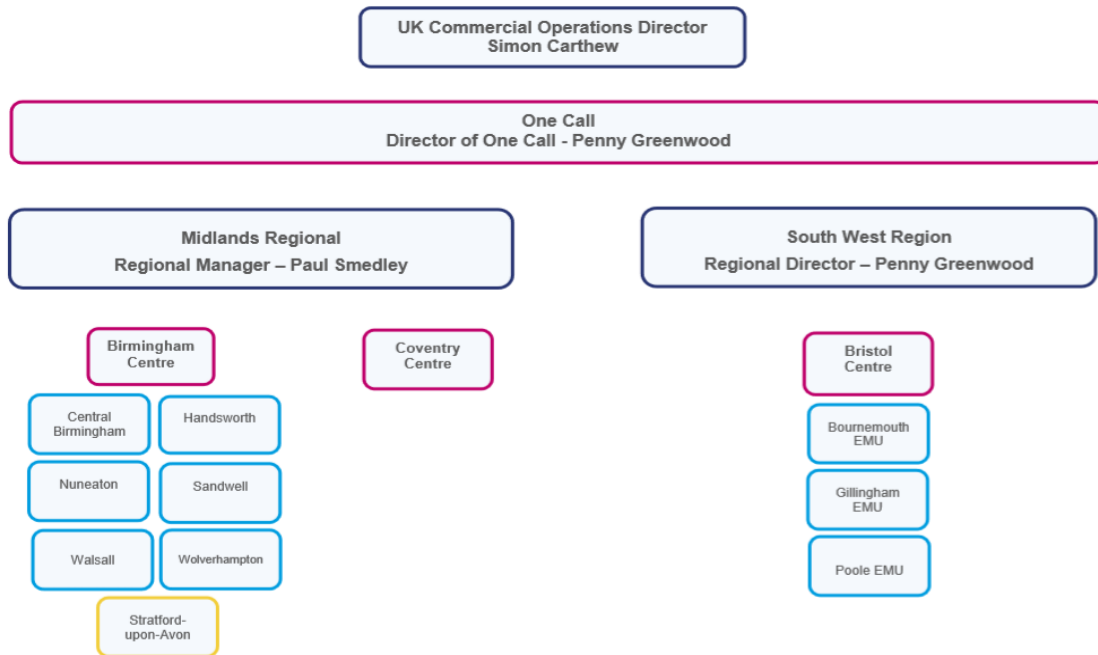 UK Commercial Operations Director
Simon Carthew
One Call
Director of One Call - Penny Greenwood
Midlands Regional
Regional Manager – Paul Smedley
South West Region
Regional Director – Penny Greenwood
Birmingham
Centre
Coventry
Centre
Bristol
Centre
Central
Birmingham
Handsworth
Bournemouth
EMU
Nuneaton
Sandwell
Gillingham
EMU
Walsall
Wolverhampton
Poole EMU
Stratford-
upon-Avon